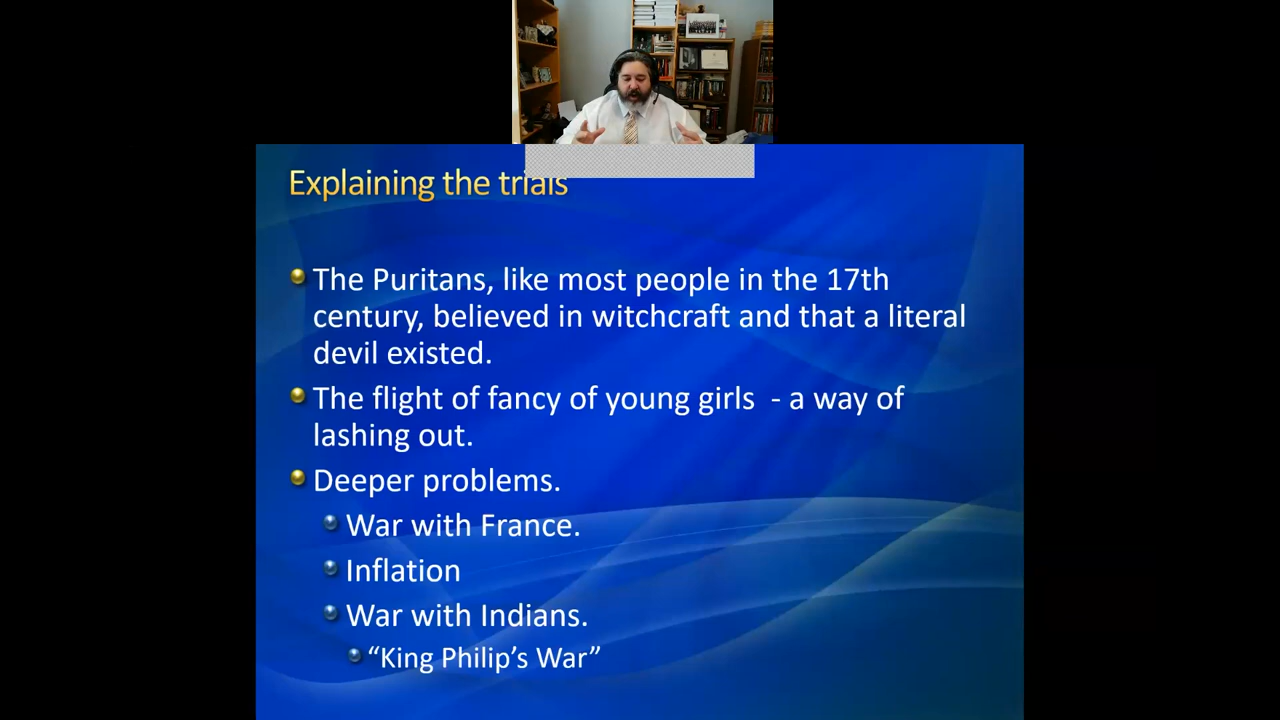 Explaining the trials
The Puritans, like most people in the 17th
century, believed in witchcraft and that a literal
devil existed.
The flight of fancy of young girls - a way of
lashing out.
Deeper problems.
War with France.
Inflation
War with Indians.
“King Philip’s War”